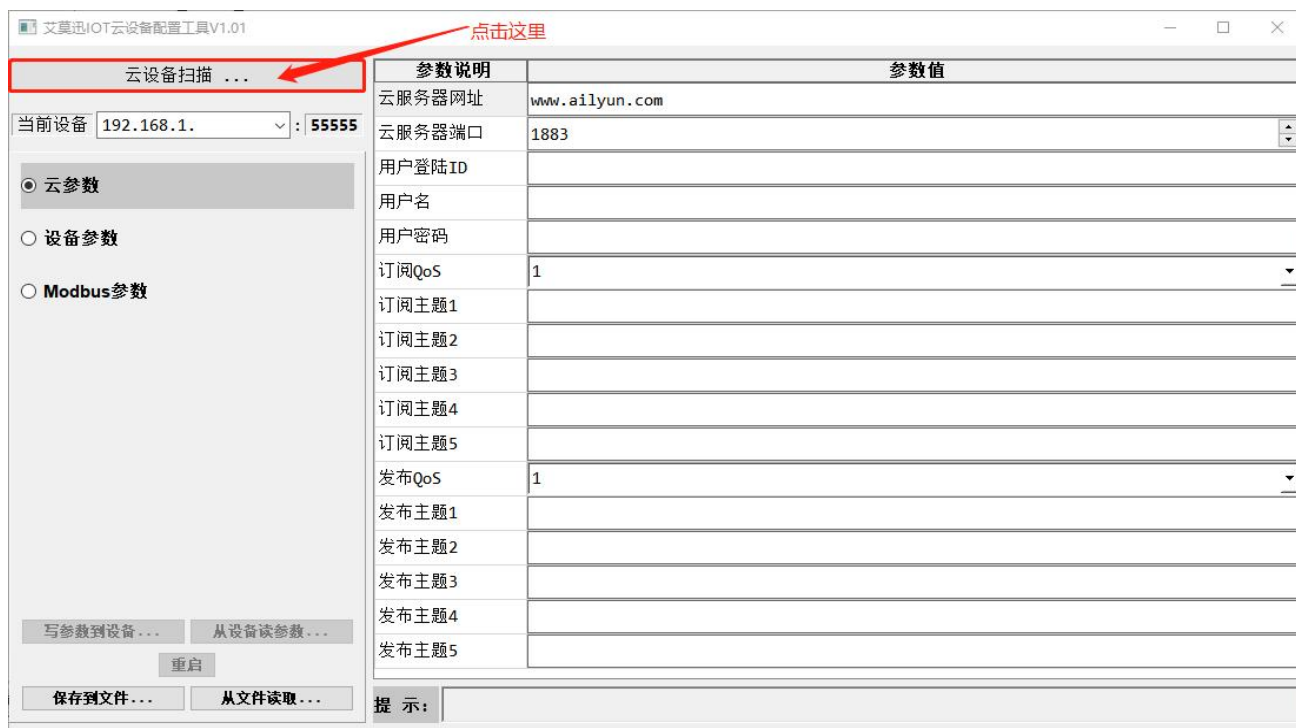 艾莫迅IOT云设备配置工具V1.01
点击这里
云设备扫描 ...
当前设备 192.168.1. : 55555
云参数
设备参数
Modbus参数
写参数到设备... 从设备读参数...
重启
保存到文件... 从文件读取...
参数说明 参数值
云服务器网址 www.ailyun.com
云服务器端口 1883
用户登陆ID
用户名
用户密码
订阅QoS 1
订阅主题1
订阅主题2
订阅主题3
订阅主题4
订阅主题5
发布QoS 1
发布主题1
发布主题2
发布主题3
发布主题4
发布主题5
提 示: